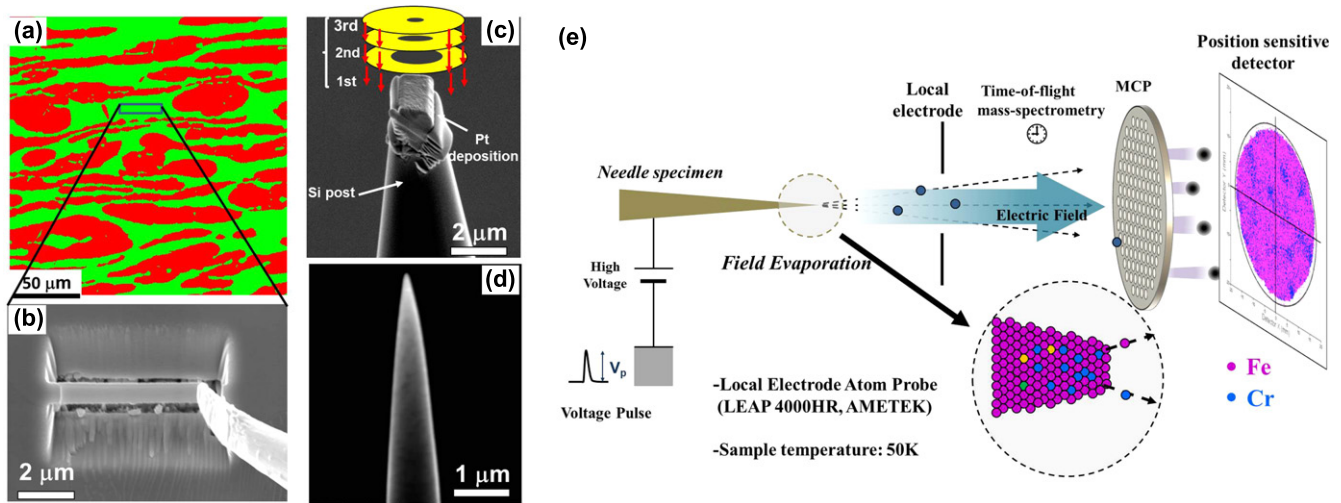 (a)
50 μm
(b)
2 μm
3rd
2nd
1st
(c)
Pt
deposition
Si post
2 μm
(d)
1 μm
(e)
Position sensitive
detector
MCP
Time-of-flight
mass-spectrometry
Local
electrode
Needle specimen
Electric Field
Field Evaporation
High
Voltage
Vp
Voltage Pulse
-Local Electrode Atom Probe
(LEAP 4000HR, AMETEK)
-Sample temperature: 50K
Fe
Cr